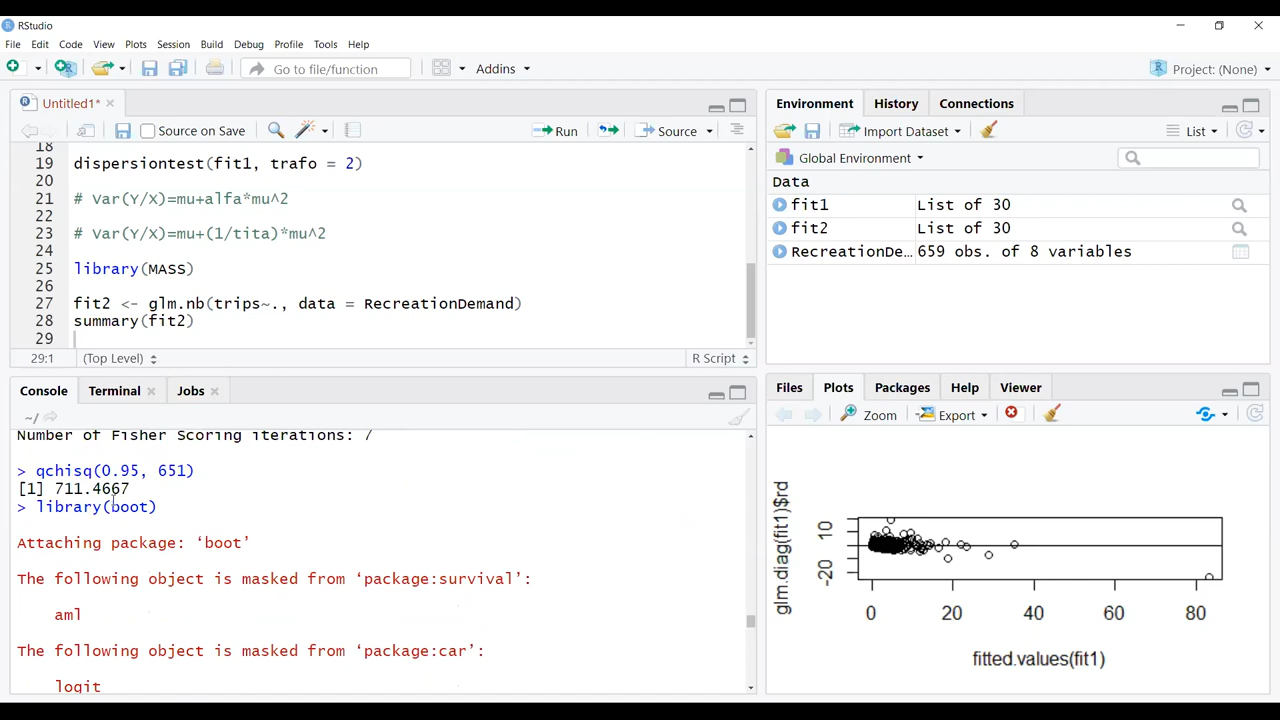 RStudio
File Edit Code View Plots Session Build Debug Profile Tools Help
Go to file/function Addins Project: (None)
Untitled1*
Source on Save Run Source
18
19 dispersiontest(fit1, trafo = 2)
20
21 # Var(Y/X)=mu+alfa*mu^2
22
23 # Var(Y/X)=mu+(1/tita)*mu^2
24
25 library(MASS)
26
27 fit2 <- glm.nb(trips~., data = RecreationDemand)
28 summary(fit2)
29
29:1 (Top Level) R Script
Console Terminal Jobs
~/
Number of Fisher Scoring iterations: 7
> qchisq(0.95, 651)
[1] 711.4667
> library(boot)
Attaching package: ‘boot’
The following object is masked from ‘package:survival’:
aml
The following object is masked from ‘package:car’:
logit
Environment History Connections
Import Dataset List
Global Environment
Data
fit1 List of 30
fit2 List of 30
RecreationDe… 659 obs. of 8 variables
Files Plots Packages Help Viewer
Zoom Export
glm.diag(fit1)$rd
10
-20
0 20 40 60 80
fitted.values(fit1)